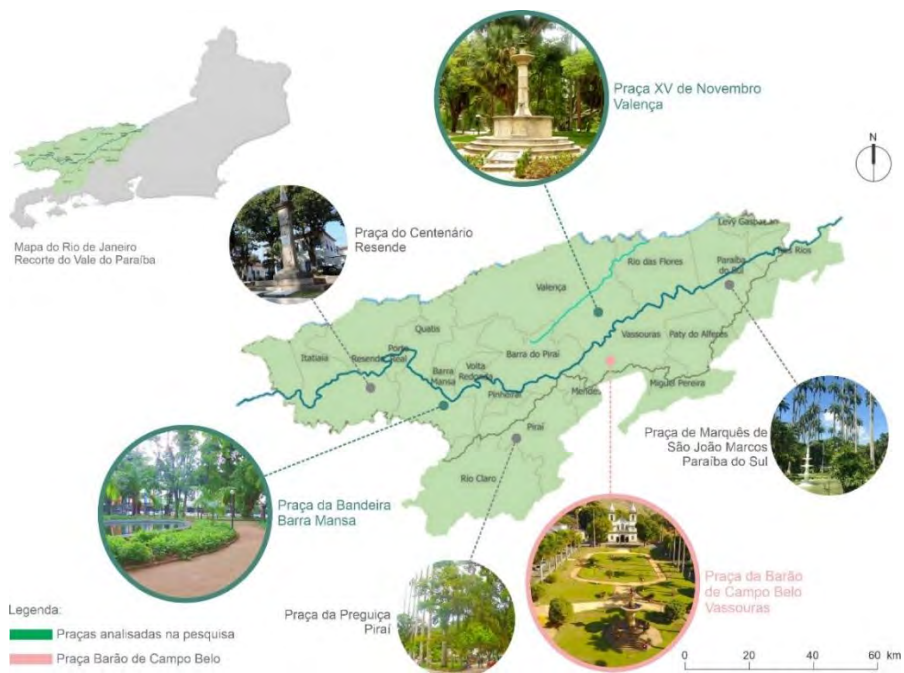 Praça XV de Novembro
Valença
N
Mapa do Rio de Janeiro
Recorte do Vale do Paraíba
Praça do Centenário
Resende
Levy Gasparian
Três Rios
Paraíba
do Sul
Rio das Flores
Valença
Quatis
Porto
Real
Itatiaia
Resende
Barra
Mansa
Volta
Redonda
Barra do Piraí
Vassouras
Paty do Alferes
Pinheiral
Mendes
Miguel Pereira
Piraí
Rio Claro
Praça de Marquês de
São João Marcos
Paraíba do Sul
Praça da Bandeira
Barra Mansa
Praça da Preguiça
Piraí
Praça da Barão
de Campo Belo
Vassouras
Legenda:
Praças analisadas na pesquisa
Praça Barão de Campo Belo
0 20 40 60 km